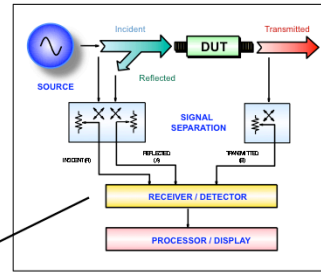 Incident
Transmitted
DUT
SOURCE
Reflected
SIGNAL
SEPARATION
INCIDENT (R)
REFLECTED
(A)
TRANSMITTED
(B)
RECEIVER / DETECTOR
PROCESSOR / DISPLAY